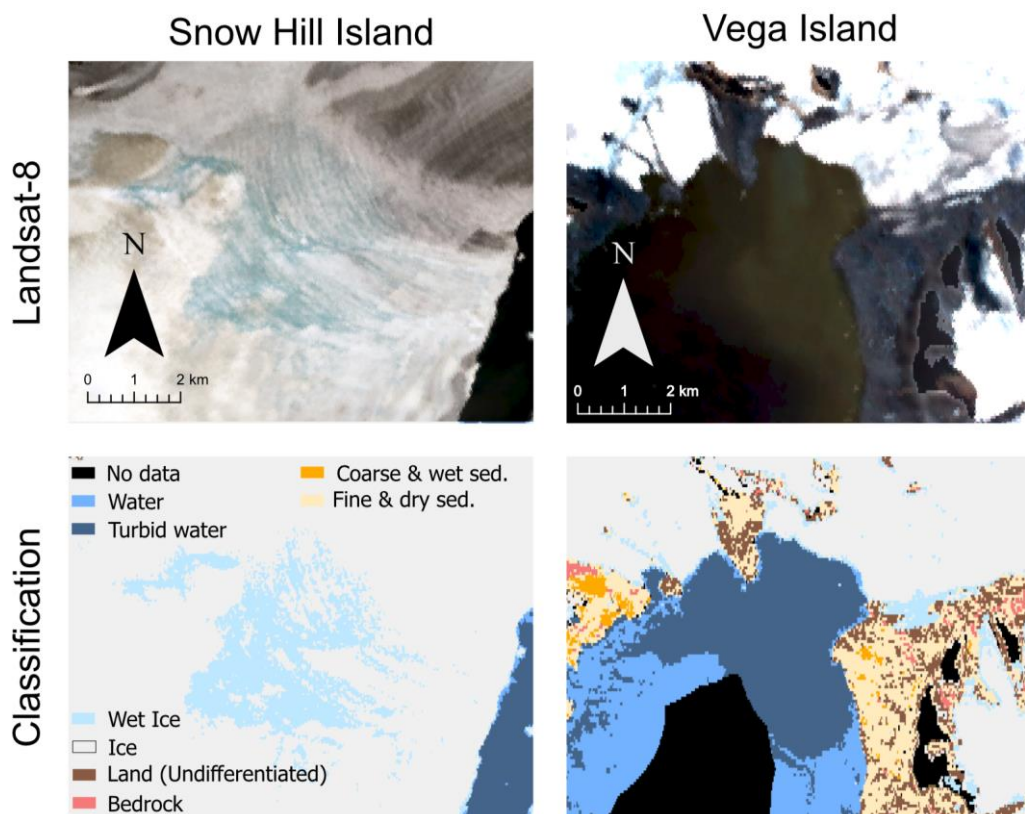 Snow Hill Island
Vega Island
Landsat-8
N
0 1 2 km
N
0 1 2 km
Classification
No data
Water
Turbid water
Coarse & wet sed.
Fine & dry sed.
Wet Ice
Ice
Land (Undifferentiated)
Bedrock